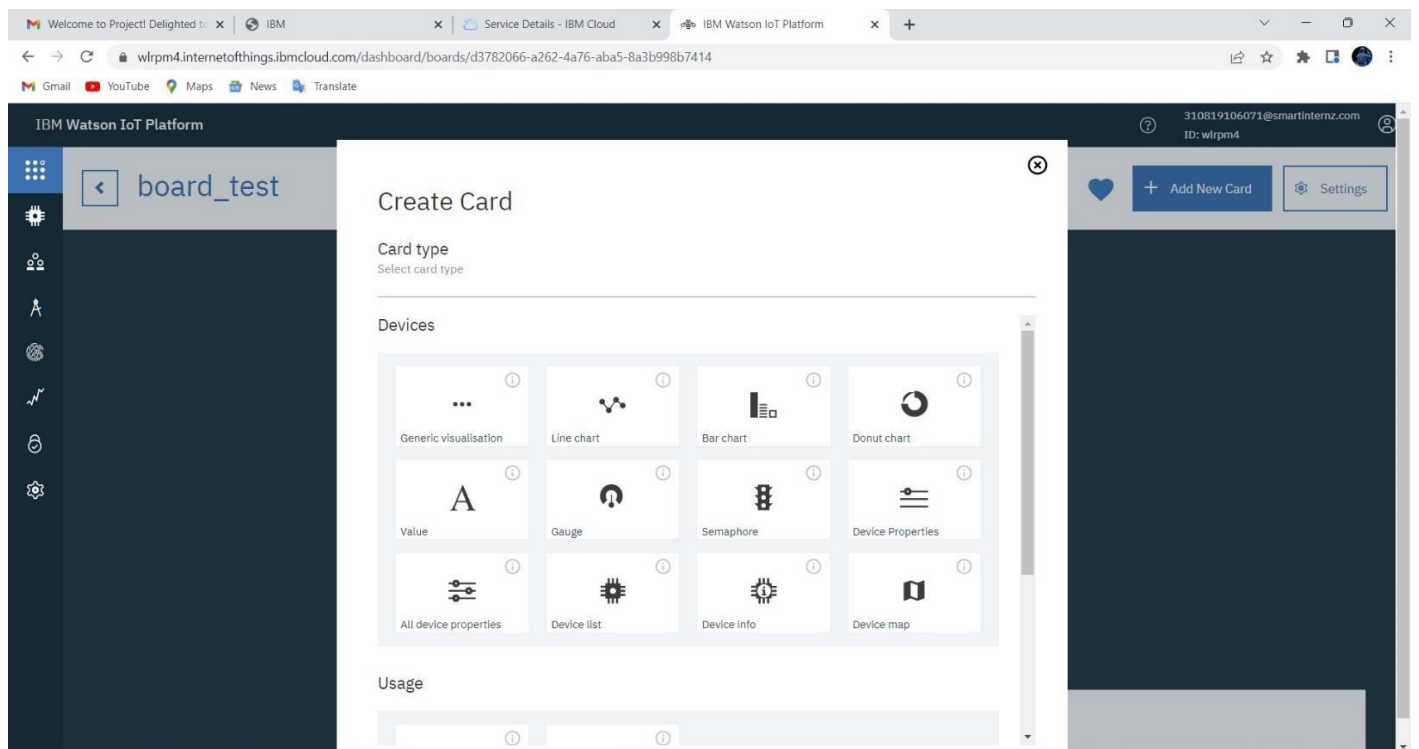 Welcome to Project! Delighted to
IBM
Service Details - IBM Cloud
IBM Watson IoT Platform
wlrpm4.internetofthings.ibmcloud.com/dashboard/boards/d3782066-a262-4a76-aba5-8a3b998b7414
Gmail YouTube Maps News Translate
IBM Watson IoT Platform
310819106071@smartinternz.com
ID: wlrpm4
board_test
Add New Card
Settings
Create Card
Card type
Select card type
Devices
Generic visualisation Line chart Bar chart Donut chart
A
Value Gauge Semaphore Device Properties
All device properties Device list Device info Device map
Usage